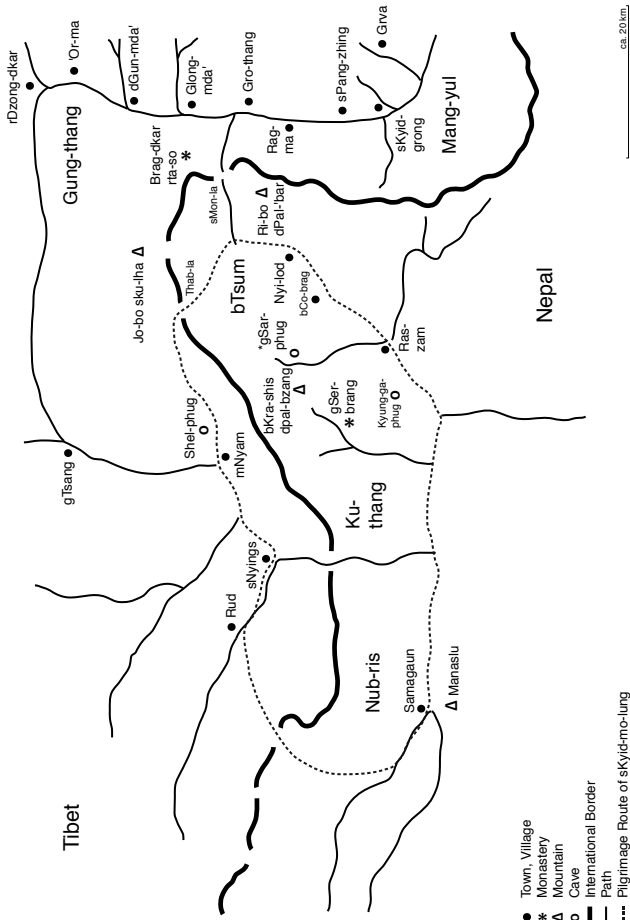 Tibet
Gung-thang
rDzong-dkar
'Or-ma
dGun-mda'
Glong-
mda'
Gro-thang
sPang-zhing
Grva
gTsang
Jo-bo sku-lha
Brag-dkar
rta-so
Rag-
ma
sKyid-
grong
Mang-yul
Shel-phug
Thab-la
sMon-la
Ri-bo
dPal-'bar
mNyam
bTsum
Nyi-lod
bCo-brag
*gSar-
phug
bKra-shis
dpal-bzang
sNyings
Rud
gSer-
brang
Kyung-ga-
phug
Ras-
zam
Ku-
thang
Nub-ris
Samagaun
Manaslu
Nepal
Town, Village
Monastery
Mountain
Cave
International Border
Path
Pilgrimage Route of sKyid-mo-lung
ca. 20 km